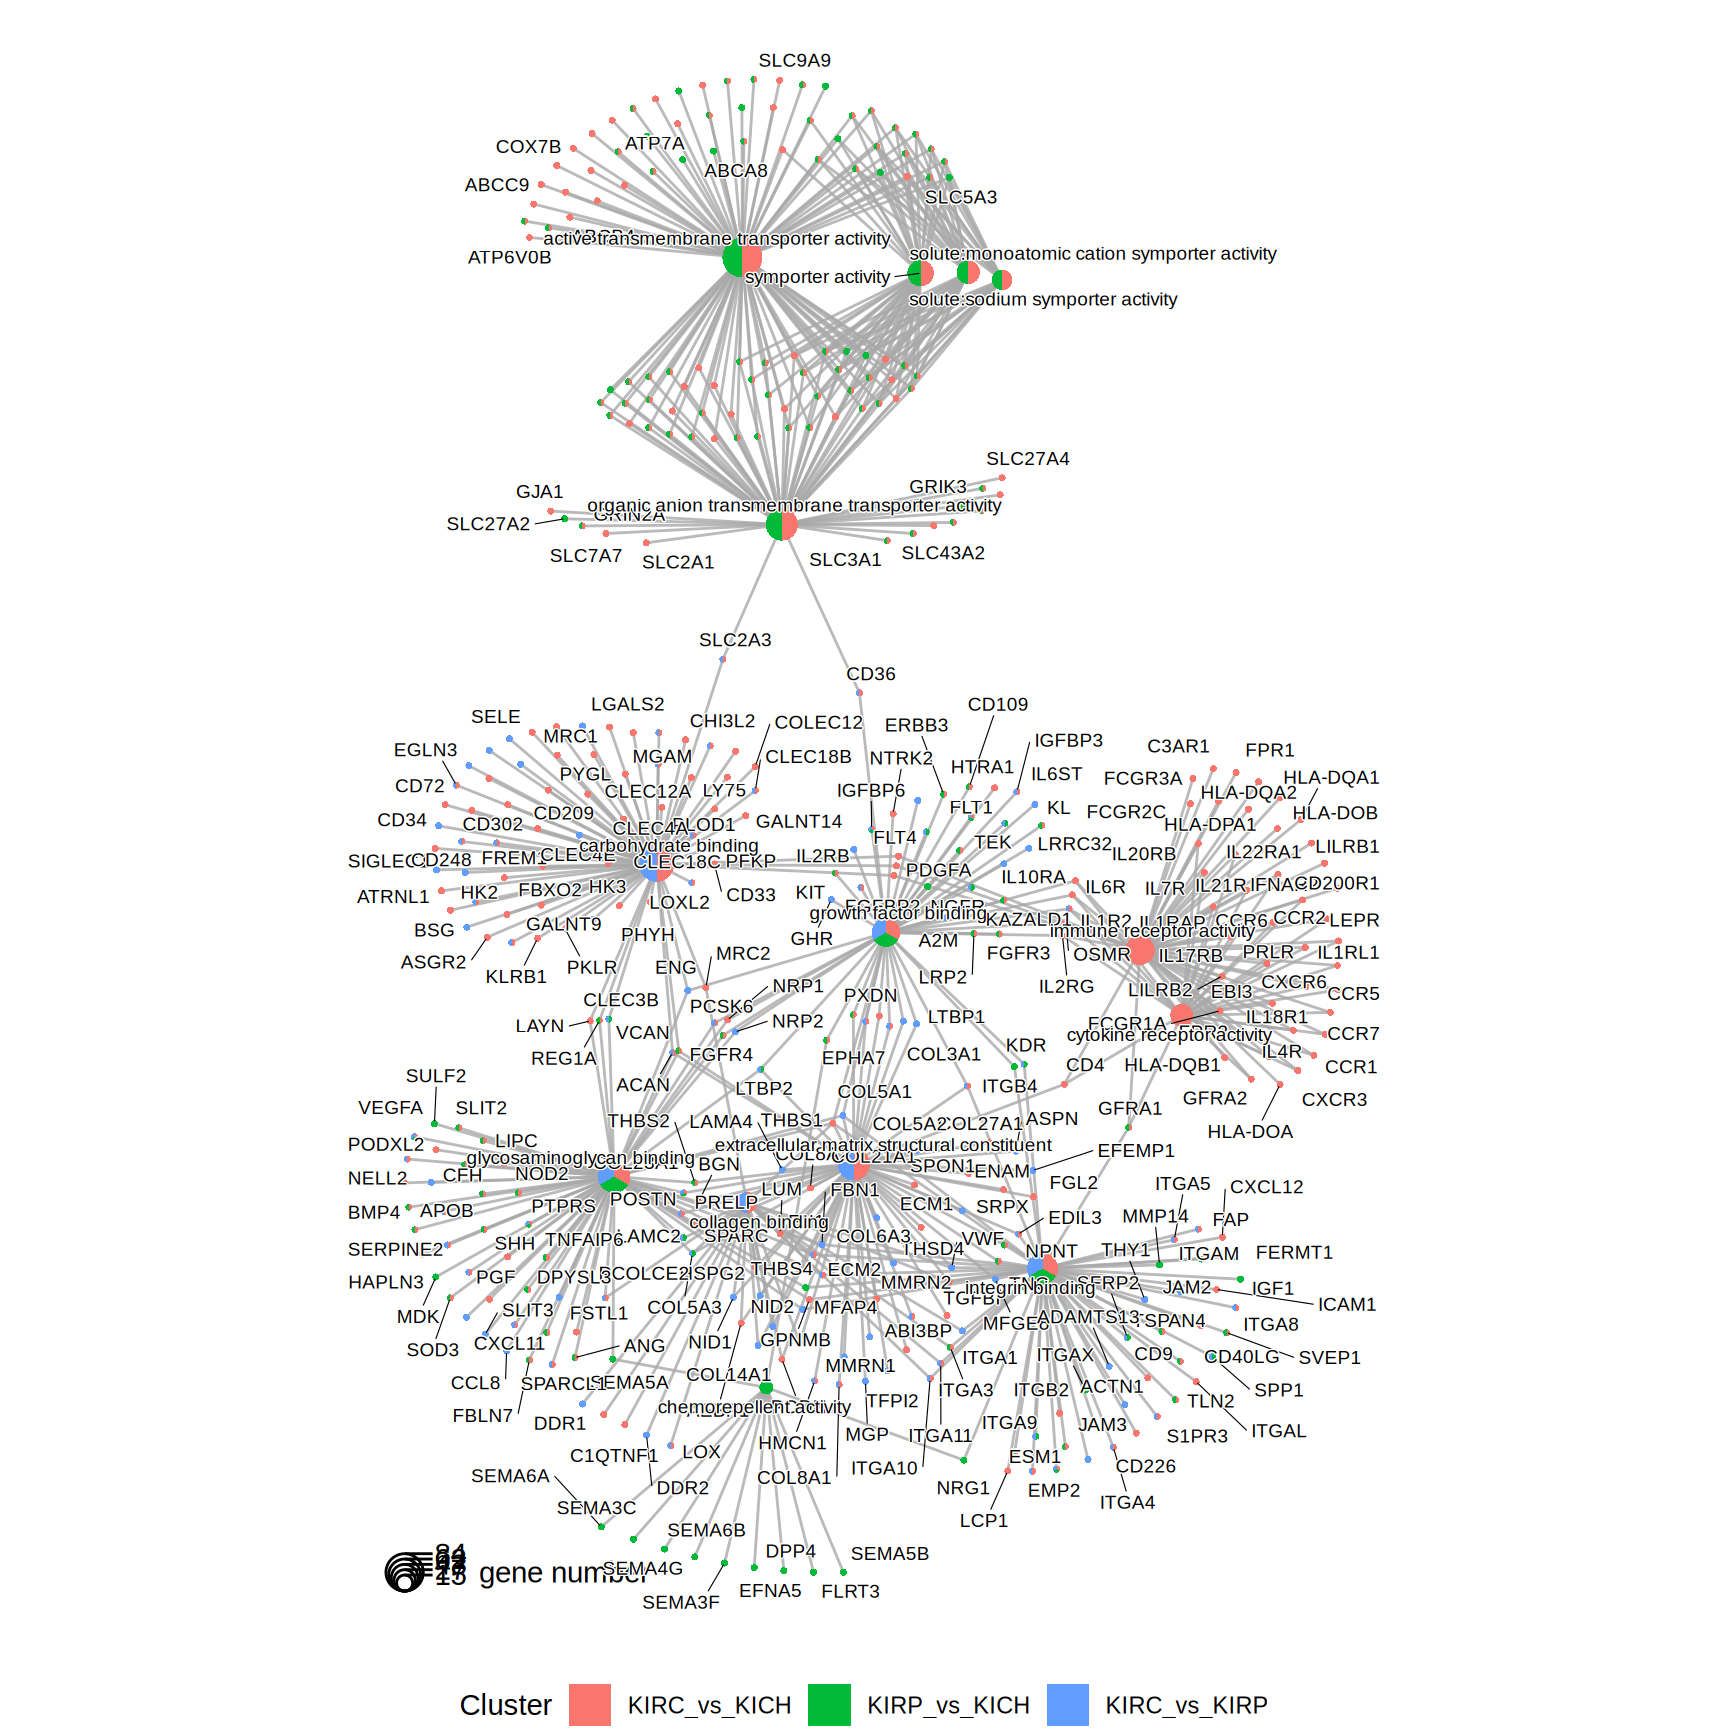 SLC9A9
COX7B
ATP7A
ABCC9
ABCA8
SLC5A3
active transmembrane transporter activity
ATP6V0B
solute:monoatomic cation symporter activity
symporter activity
solute:sodium symporter activity
SLC27A4
GJA1
GRIK3
organic anion transmembrane transporter activity
SLC27A2
GRIN2A
SLC7A7
SLC2A1
SLC3A1
SLC43A2
SLC2A3
CD36
LGALS2
CD109
SELE
CHI3L2
COLEC12
ERBB3
MRC1
IGFBP3
C3AR1
FPR1
EGLN3
MGAM
CLEC18B
NTRK2
HTRA1
IL6ST
FCGR3A
HLA-DQA1
CD72
PYGL
CLEC12A
LY75
IGFBP6
FLT1
KL
FCGR2C
HLA-DQA2
CD34
CD302
CD209
CLEC4A
PLOD1
GALNT14
FLT4
TEK
LRRC32
HLA-DPA1
HLA-DOB
carbohydrate binding
IL2RB
IL20RB
IL22RA1
LILRB1
CD248
FREM1
CLEC4E
CLEC18C
PFKP
PDGFA
IL10RA
IL6R
IL7R
IL21R
CD200R1
ATRNL1
HK2
FBXO2
HK3
LOXL2
CD33
KIT
FGFBP2
NGFR
KAZALD1
IL1R2
IL1RAP
CCR6
CCR2
LEPR
growth factor binding
immune receptor activity
BSG
GALNT9
PHYH
GHR
A2M
FGFR3
OSMR
IL17RB
PRLR
IL1RL1
ASGR2
KLRB1
PKLR
ENG
MRC2
LRP2
IL2RG
LILRB2
EBI3
CXCR6
CCR5
CLEC3B
PCSK6
NRP1
PXDN
LTBP1
FCGR1A
IL18R1
LAYN
VCAN
NRP2
cytokine receptor activity
CCR7
REG1A
FGFR4
EPHA7
COL3A1
KDR
CD4
HLA-DQB1
IL4R
CCR1
SULF2
ACAN
LTBP2
COL5A1
ITGB4
GFRA1
GFRA2
CXCR3
VEGFA
SLIT2
THBS2
LAMA4
THBS1
COL5A2
COL27A1
ASPN
HLA-DOA
PODXL2
LIPC
extracellular matrix structural constituent
EFEMP1
glycosaminoglycan binding
BGN
COL21A1
SPON1
ENAM
NELL2
CFH
NOD2
LUM
FBN1
FGL2
ITGA5
CXCL12
BMP4
APOB
PTPRS
POSTN
PRELP
ECM1
SRPX
EDIL3
MMP14
FAP
collagen binding
SERPINE2
SHH
TNFAIP6
LAMC2
SPARC
COL6A3
THSD4
VWF
NPNT
THY1
ITGAM
FERMT1
HAPLN3
PGF
DPYSL3
PCOLCE2
HSPG2
THBS4
ECM2
MMRN2
TNC
integrin binding
SFRP2
JAM2
IGF1
MDK
SLIT3
FSTL1
COL5A3
NID2
MFAP4
TGFBI
MFGE8
ADAMTS13
TSPAN4
ITGA8
ICAM1
SOD3
CXCL11
ANG
NID1
GPNMB
ABI3BP
ITGA1
ITGAX
CD9
CD40LG
SVEP1
CCL8
SPARCL1
SEMA5A
COL14A1
MMRN1
ITGA3
ITGB2
ACTN1
TLN2
SPP1
FBLN7
DDR1
chemorepellent activity
TFPI2
ITGA9
JAM3
S1PR3
ITGAL
C1QTNF1
LOX
HMCN1
MGP
ITGA11
ESM1
CD226
SEMA6A
DDR2
COL8A1
ITGA10
NRG1
EMP2
ITGA4
SEMA3C
LCP1
SEMA6B
DPP4
SEMA5B
SEMA4G
EFNA5
FLRT3
SEMA3F
gene number
Cluster KIRC_vs_KICH KIRP_vs_KICH KIRC_vs_KIRP